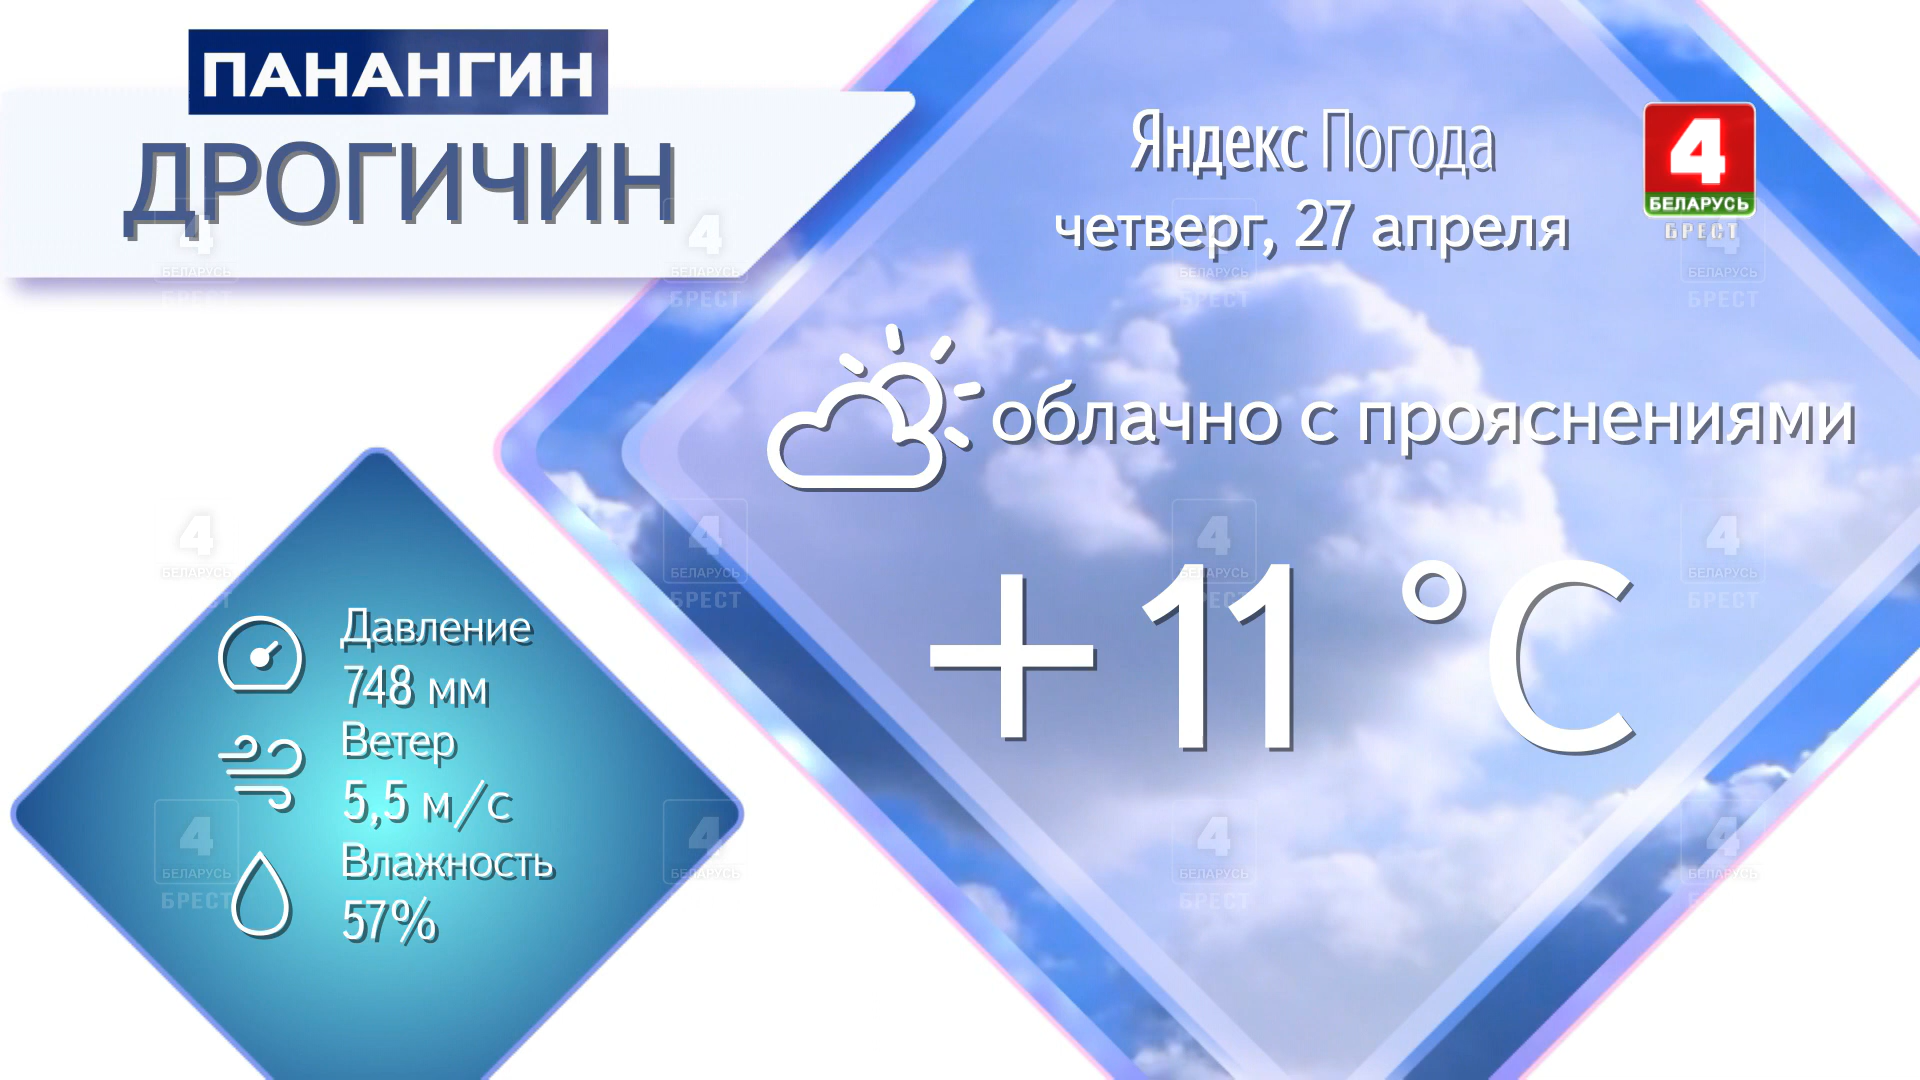 ПАНАНГИН
ДРОГИЧИН
Яндекс Погода
четверг, 27 апреля
4
БЕЛАРУСЬ
БРЕСТ
облачно с прояснениями
+11 °C
Давление
748 мм
Ветер
5,5 м/с
Влажность
57%